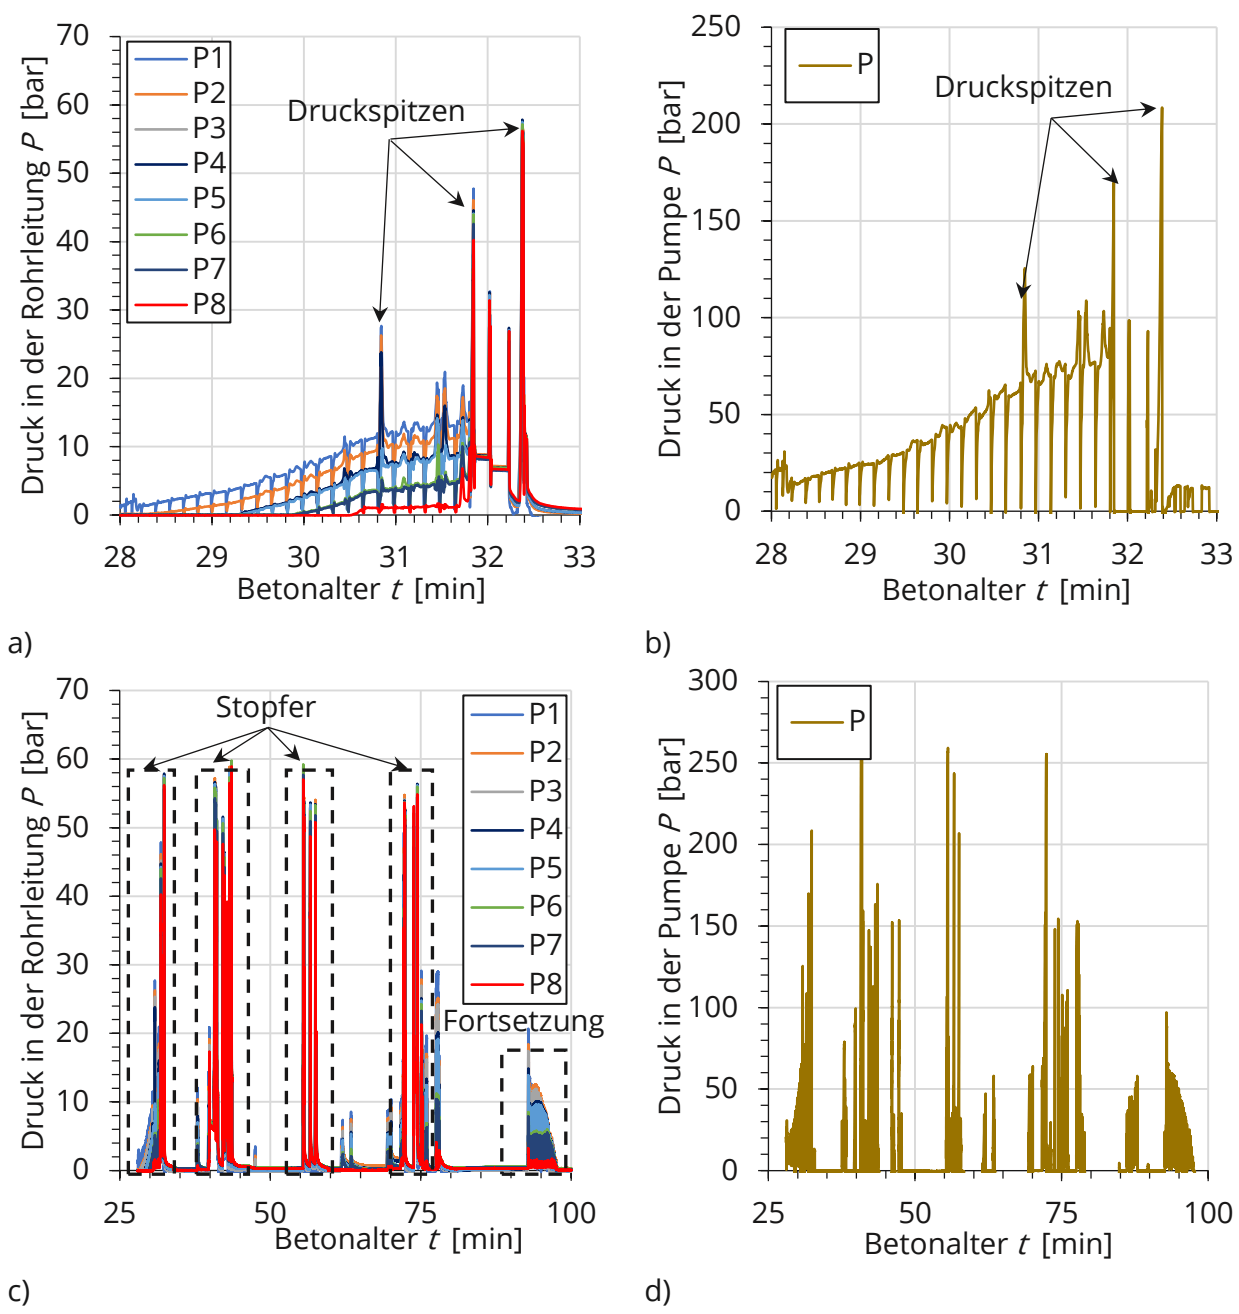 70
60
50
40
30
20
10
0
Druck in der Rohrleitung P [bar]
P1
P2
P3
P4
P5
P6
P7
P8
Druckspitzen
28 29 30 31 32 33
Betonalter t [min]
a)
250
200
150
100
50
0
Druck in der Pumpe P [bar]
P
Druckspitzen
28 29 30 31 32 33
Betonalter t [min]
b)
70
60
50
40
30
20
10
0
Druck in der Rohrleitung P [bar]
Stopfer
P1
P2
P3
P4
P5
P6
P7
P8
Fortsetzung
25 50 75 100
Betonalter t [min]
c)
300
250
200
150
100
50
0
Druck in der Pumpe P [bar]
P
25 50 75 100
Betonalter t [min]
d)